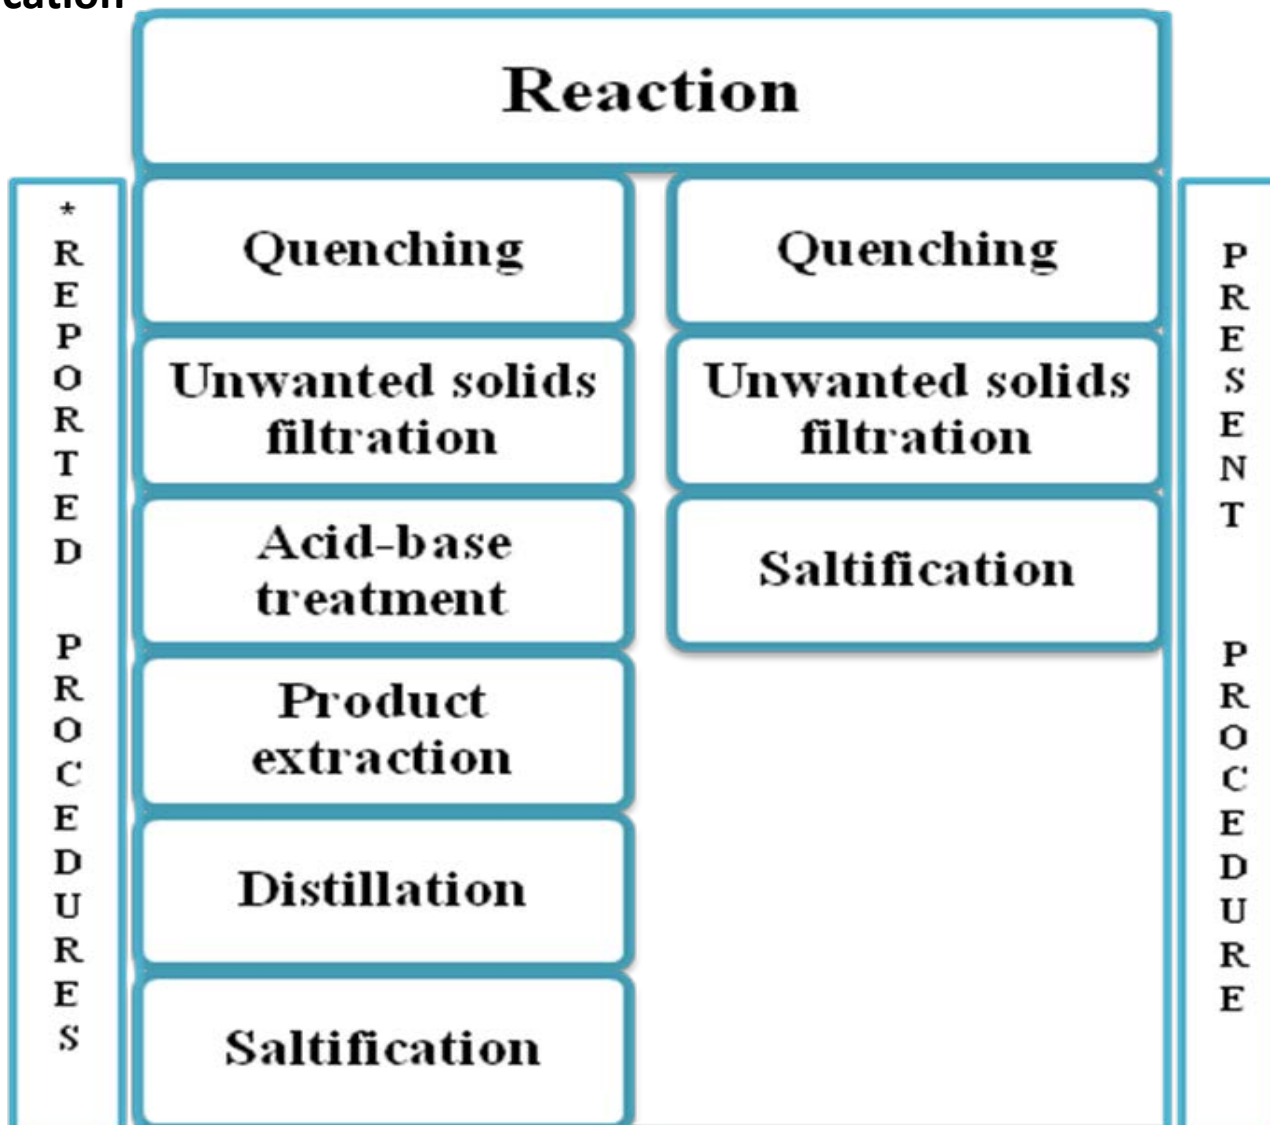 cation
Reaction
* REPORTED PROCEDURES
Quenching
Unwanted solids
filtration
Acid-base
treatment
Product
extraction
Distillation
Saltification
Quenching
Unwanted solids
filtration
Saltification
PRESENT PROCEDURE